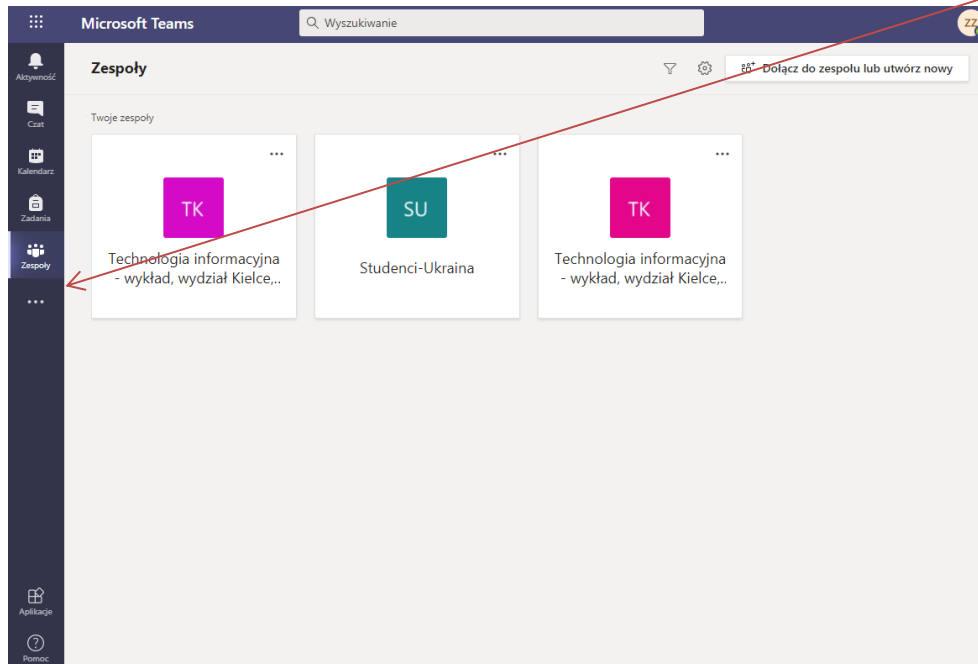 Microsoft Teams
Wyszukiwanie
ZZ
Aktywność
Czat
Kalendarz
Zadania
Zespoły
Aplikacje
Pomoc
Zespoły
Dołącz do zespołu lub utwórz nowy
Twoje zespoły
TK
Technologia informacyjna
- wykład, wydział Kielce,..
SU
Studenci-Ukraina
TK
Technologia informacyjna
- wykład, wydział Kielce,..